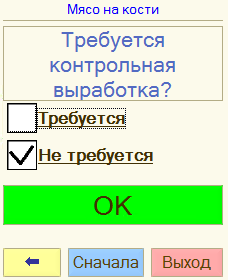 Мясо на кости
Требуется
контрольная
выработка?
Требуется
Не требуется
OK
Сначала
Выход